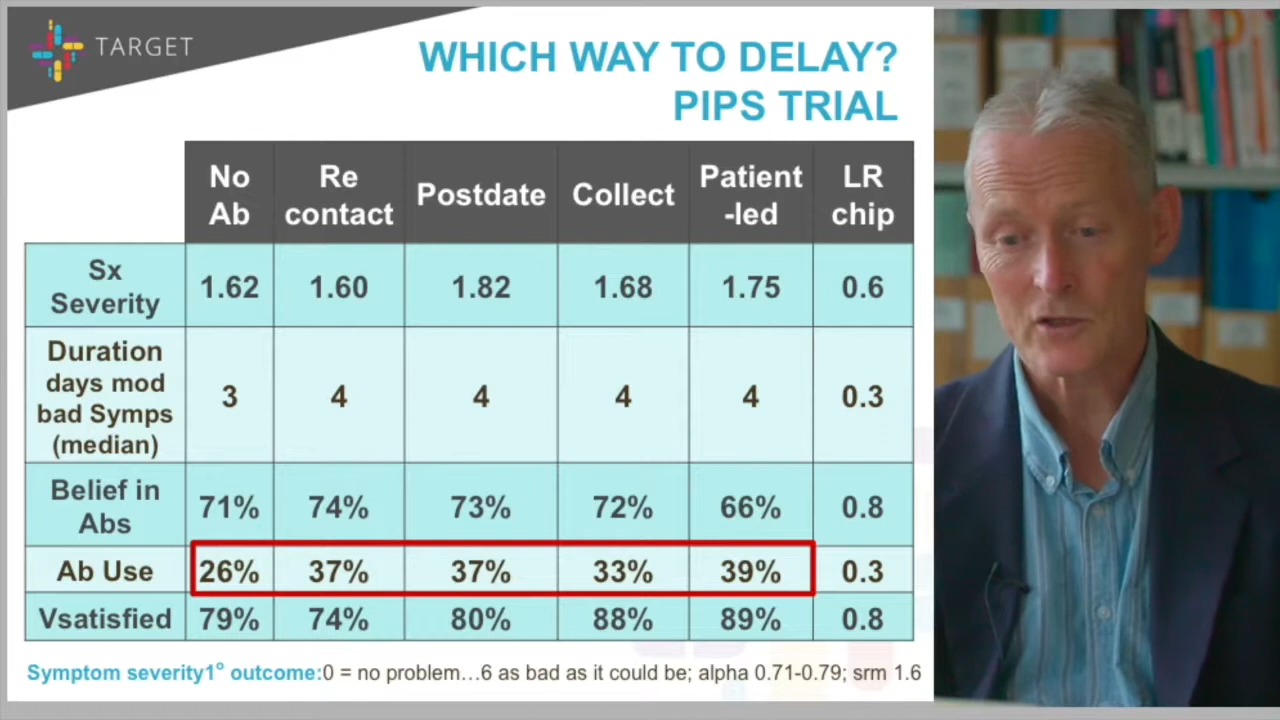 TARGET
WHICH WAY TO DELAY?
PIPS TRIAL
No Ab Re contact Postdate Collect Patient -led LR chip
Sx Severity 1.62 1.60 1.82 1.68 1.75 0.6
Duration days mod bad Symps (median) 3 4 4 4 4 0.3
Belief in Abs 71% 74% 73% 72% 66% 0.8
Ab Use 26% 37% 37% 33% 39% 0.3
Vsatisfied 79% 74% 80% 88% 89% 0.8
Symptom severity1° outcome:0 = no problem…6 as bad as it could be; alpha 0.71-0.79; srm 1.6